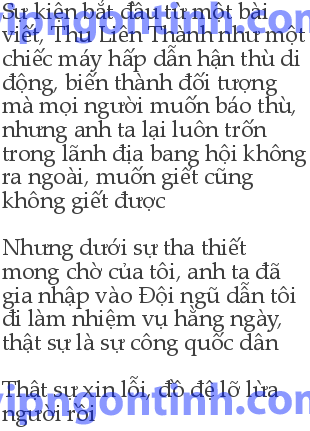 Sự kiện bắt đầu từ một bài
vipngontinh.com
viết, Thu Liên Thành như một
chiếc máy hấp dẫn hận thù di
động, biến thành đối tượng
mà mọi người muốn báo thù,
nhưng anh ta lại luôn trốn
trong lãnh địa bang hội không
ra ngoài, muốn giết cũng
không giết được
Nhưng dưới sự tha thiết
mong chờ của tôi, anh ta đã
gia nhập vào Đội ngũ dẫn tôi
đi làm nhiệm vụ hằng ngày,
thật sự là sự công quốc dân
Thật sự xin lỗi, đồ đệ lỡ lừa
vipngontinh.com
người rồi